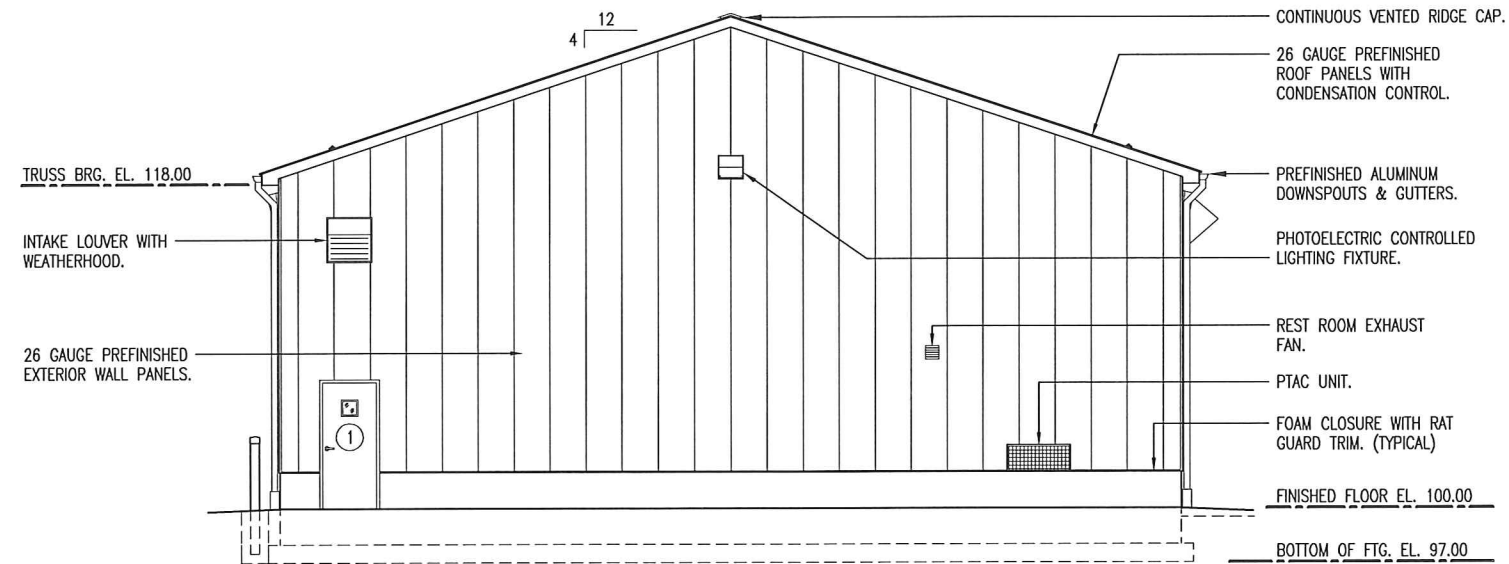 12
4
CONTINUOUS VENTED RIDGE CAP.
26 GAUGE PREFINISHED
ROOF PANELS WITH
CONDENSATION CONTROL.
TRUSS BRG. EL. 118.00
PREFINISHED ALUMINUM
DOWNSPOUTS & GUTTERS.
INTAKE LOUVER WITH
WEATHERHOOD.
PHOTOELECTRIC CONTROLLED
LIGHTING FIXTURE.
REST ROOM EXHAUST
FAN.
26 GAUGE PREFINISHED
EXTERIOR WALL PANELS.
PTAC UNIT.
1
FOAM CLOSURE WITH RAT
GUARD TRIM. (TYPICAL)
FINISHED FLOOR EL. 100.00
BOTTOM OF FTG. EL. 97.00